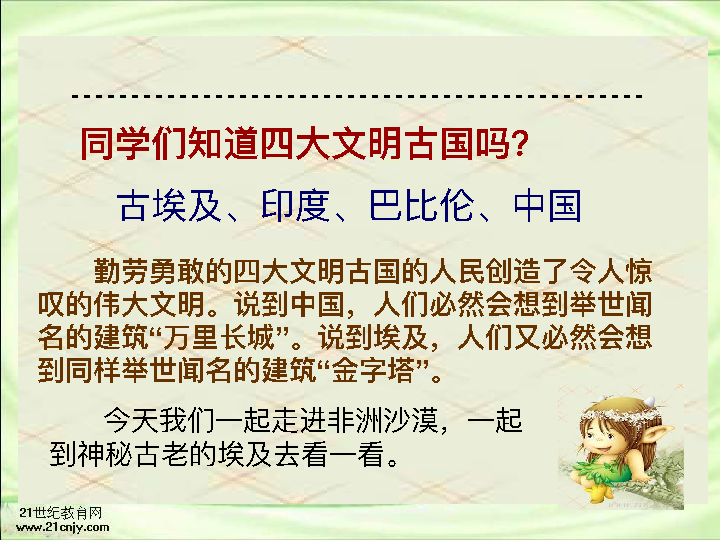 同学们知道四大文明古国吗？
古埃及、印度、巴比伦、中国
勤劳勇敢的四大文明古国的人民创造了令人惊
叹的伟大文明。说到中国，人们必然会想到举世闻
名的建筑“万里长城”。说到埃及，人们又必然会想
到同样举世闻名的建筑“金字塔”。
今天我们一起走进非洲沙漠，一起
到神秘古老的埃及去看一看。
21世纪教育网
www.21cnjy.com